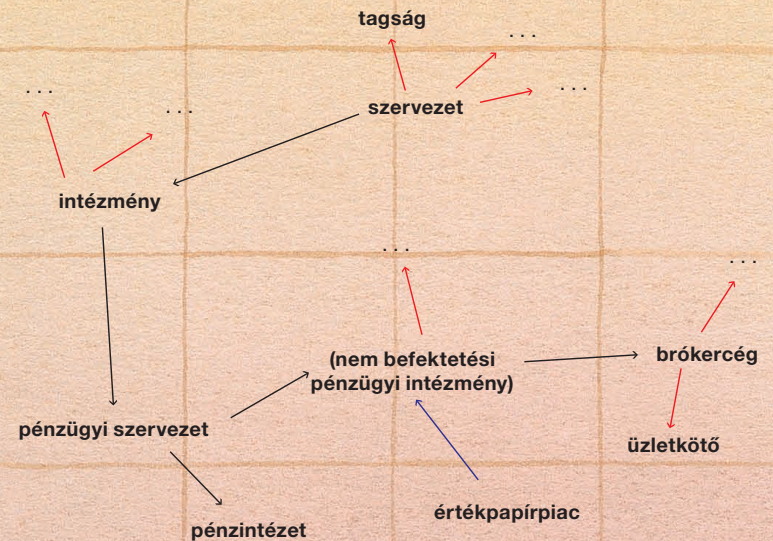 tagság
. . .
. . .
. . .
szervezet
. . .
intézmény
. . .
. . .
(nem befektetési
pénzügyi intézmény)
brókercég
pénzügyi szervezet
üzletkötő
értékpapírpiac
pénzintézet